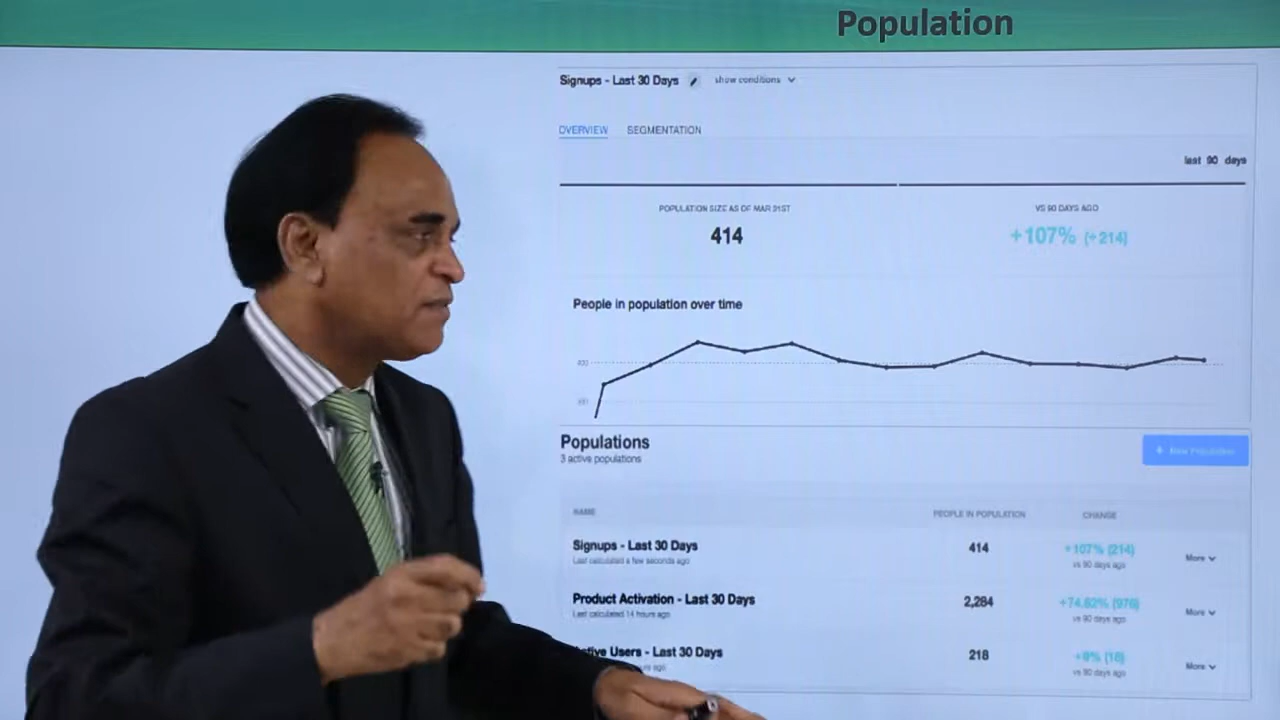 Population
Signups - Last 30 Days show conditions
OVERVIEW SEGMENTATION
last 90 days
POPULATION SIZE AS OF MAR 31ST
414
VS 90 DAYS AGO
+107% (+214)
People in population over time
400
Populations
3 active populations
New Population
NAME PEOPLE IN POPULATION CHANGE
Signups - Last 30 Days 414 +107% (214) More
Last calculated a few seconds ago vs 90 days ago
Product Activation - Last 30 Days 2,284 +74.62% (976) More
Last calculated 14 hours ago vs 90 days ago
Users - Last 30 Days 218 +9% (18) More
ago vs 90 days ago